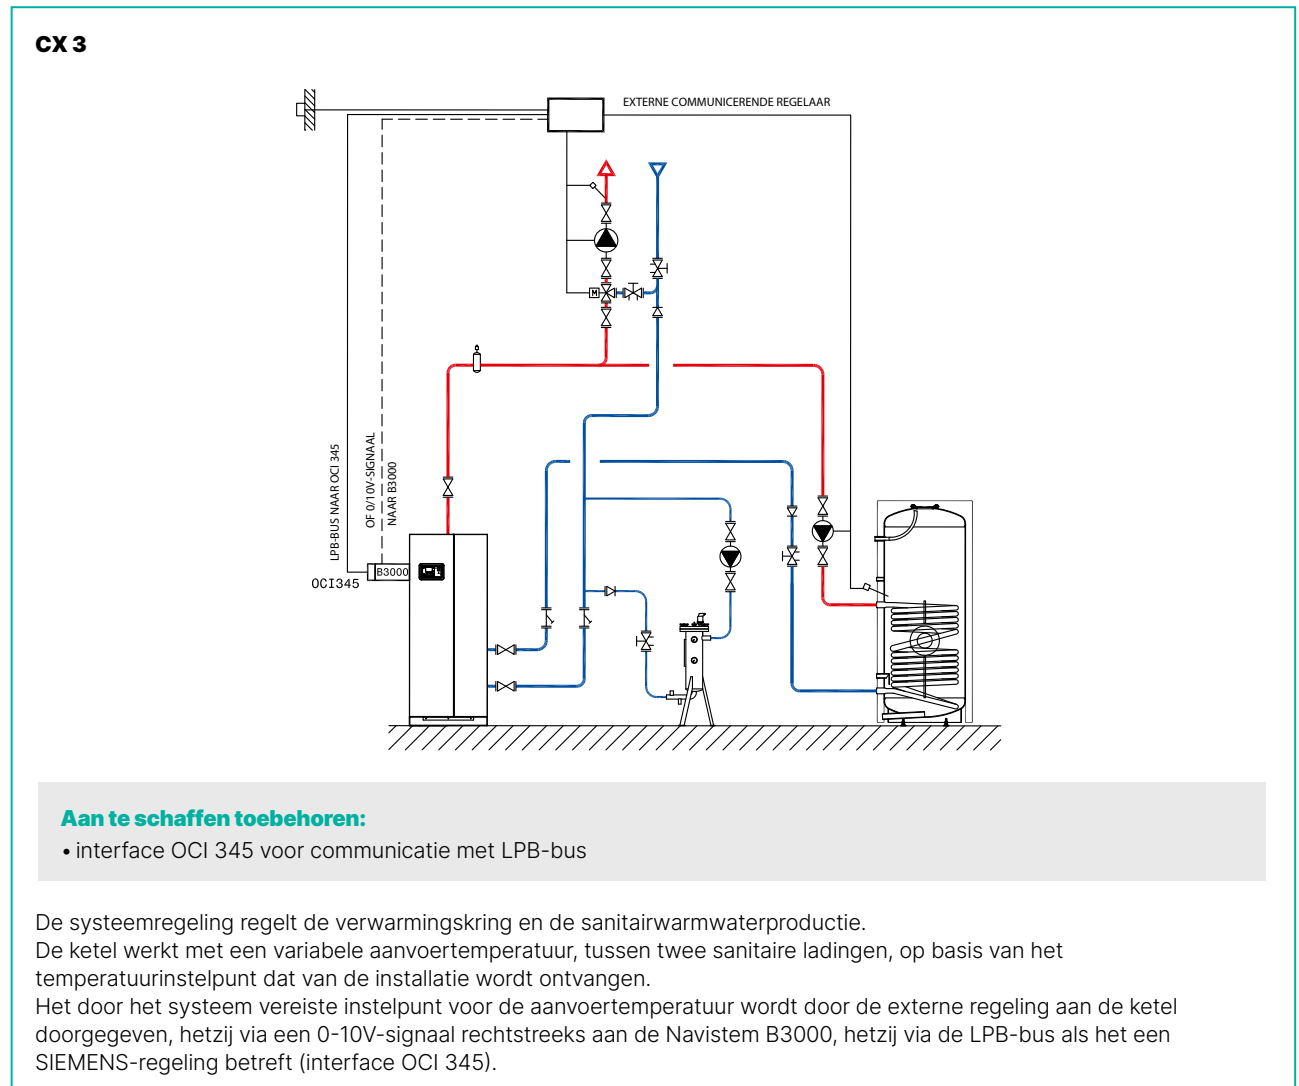 CX 3
EXTERNE COMMUNICERENDE REGELAAR
M
LPB-BUS NAAR OCI 345
OF 0/10V-SIGNAAL
NAAR B3000
OCI345
B3000
Aan te schaffen toebehoren:
• interface OCI 345 voor communicatie met LPB-bus
De systeemregeling regelt de verwarmingskring en de sanitairwarmwaterproductie.
De ketel werkt met een variabele aanvoertemperatuur, tussen twee sanitaire ladingen, op basis van het
temperatuurinstelpunt dat van de installatie wordt ontvangen.
Het door het systeem vereiste instelpunt voor de aanvoertemperatuur wordt door de externe regeling aan de ketel
doorgegeven, hetzij via een 0-10V-signaal rechtstreeks aan de Navistem B3000, hetzij via de LPB-bus als het een
SIEMENS-regeling betreft (interface OCI 345).